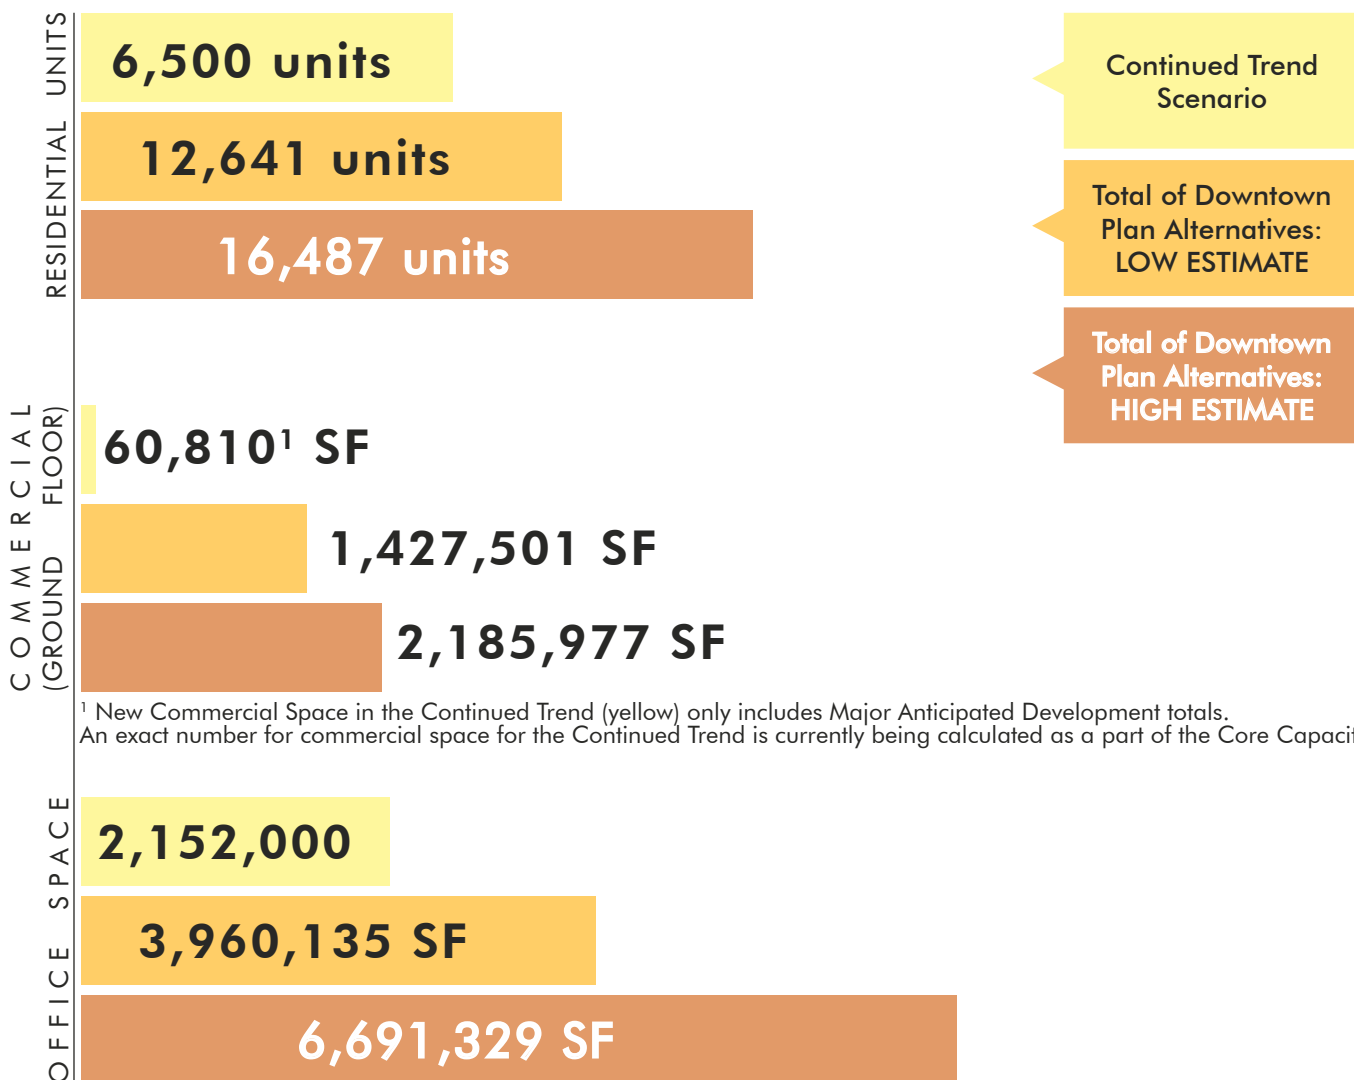 RESIDENTIAL UNITS
6,500 units
12,641 units
16,487 units
Continued Trend
Scenario
Total of Downtown
Plan Alternatives:
LOW ESTIMATE
Total of Downtown
Plan Alternatives:
HIGH ESTIMATE
COMMERCIAL
(GROUND FLOOR)
60,810¹ SF
1,427,501 SF
2,185,977 SF
¹ New Commercial Space in the Continued Trend (yellow) only includes Major Anticipated Development totals.
An exact number for commercial space for the Continued Trend is currently being calculated as a part of the Core Capacit
OFFICE SPACE
2,152,000
3,960,135 SF
6,691,329 SF